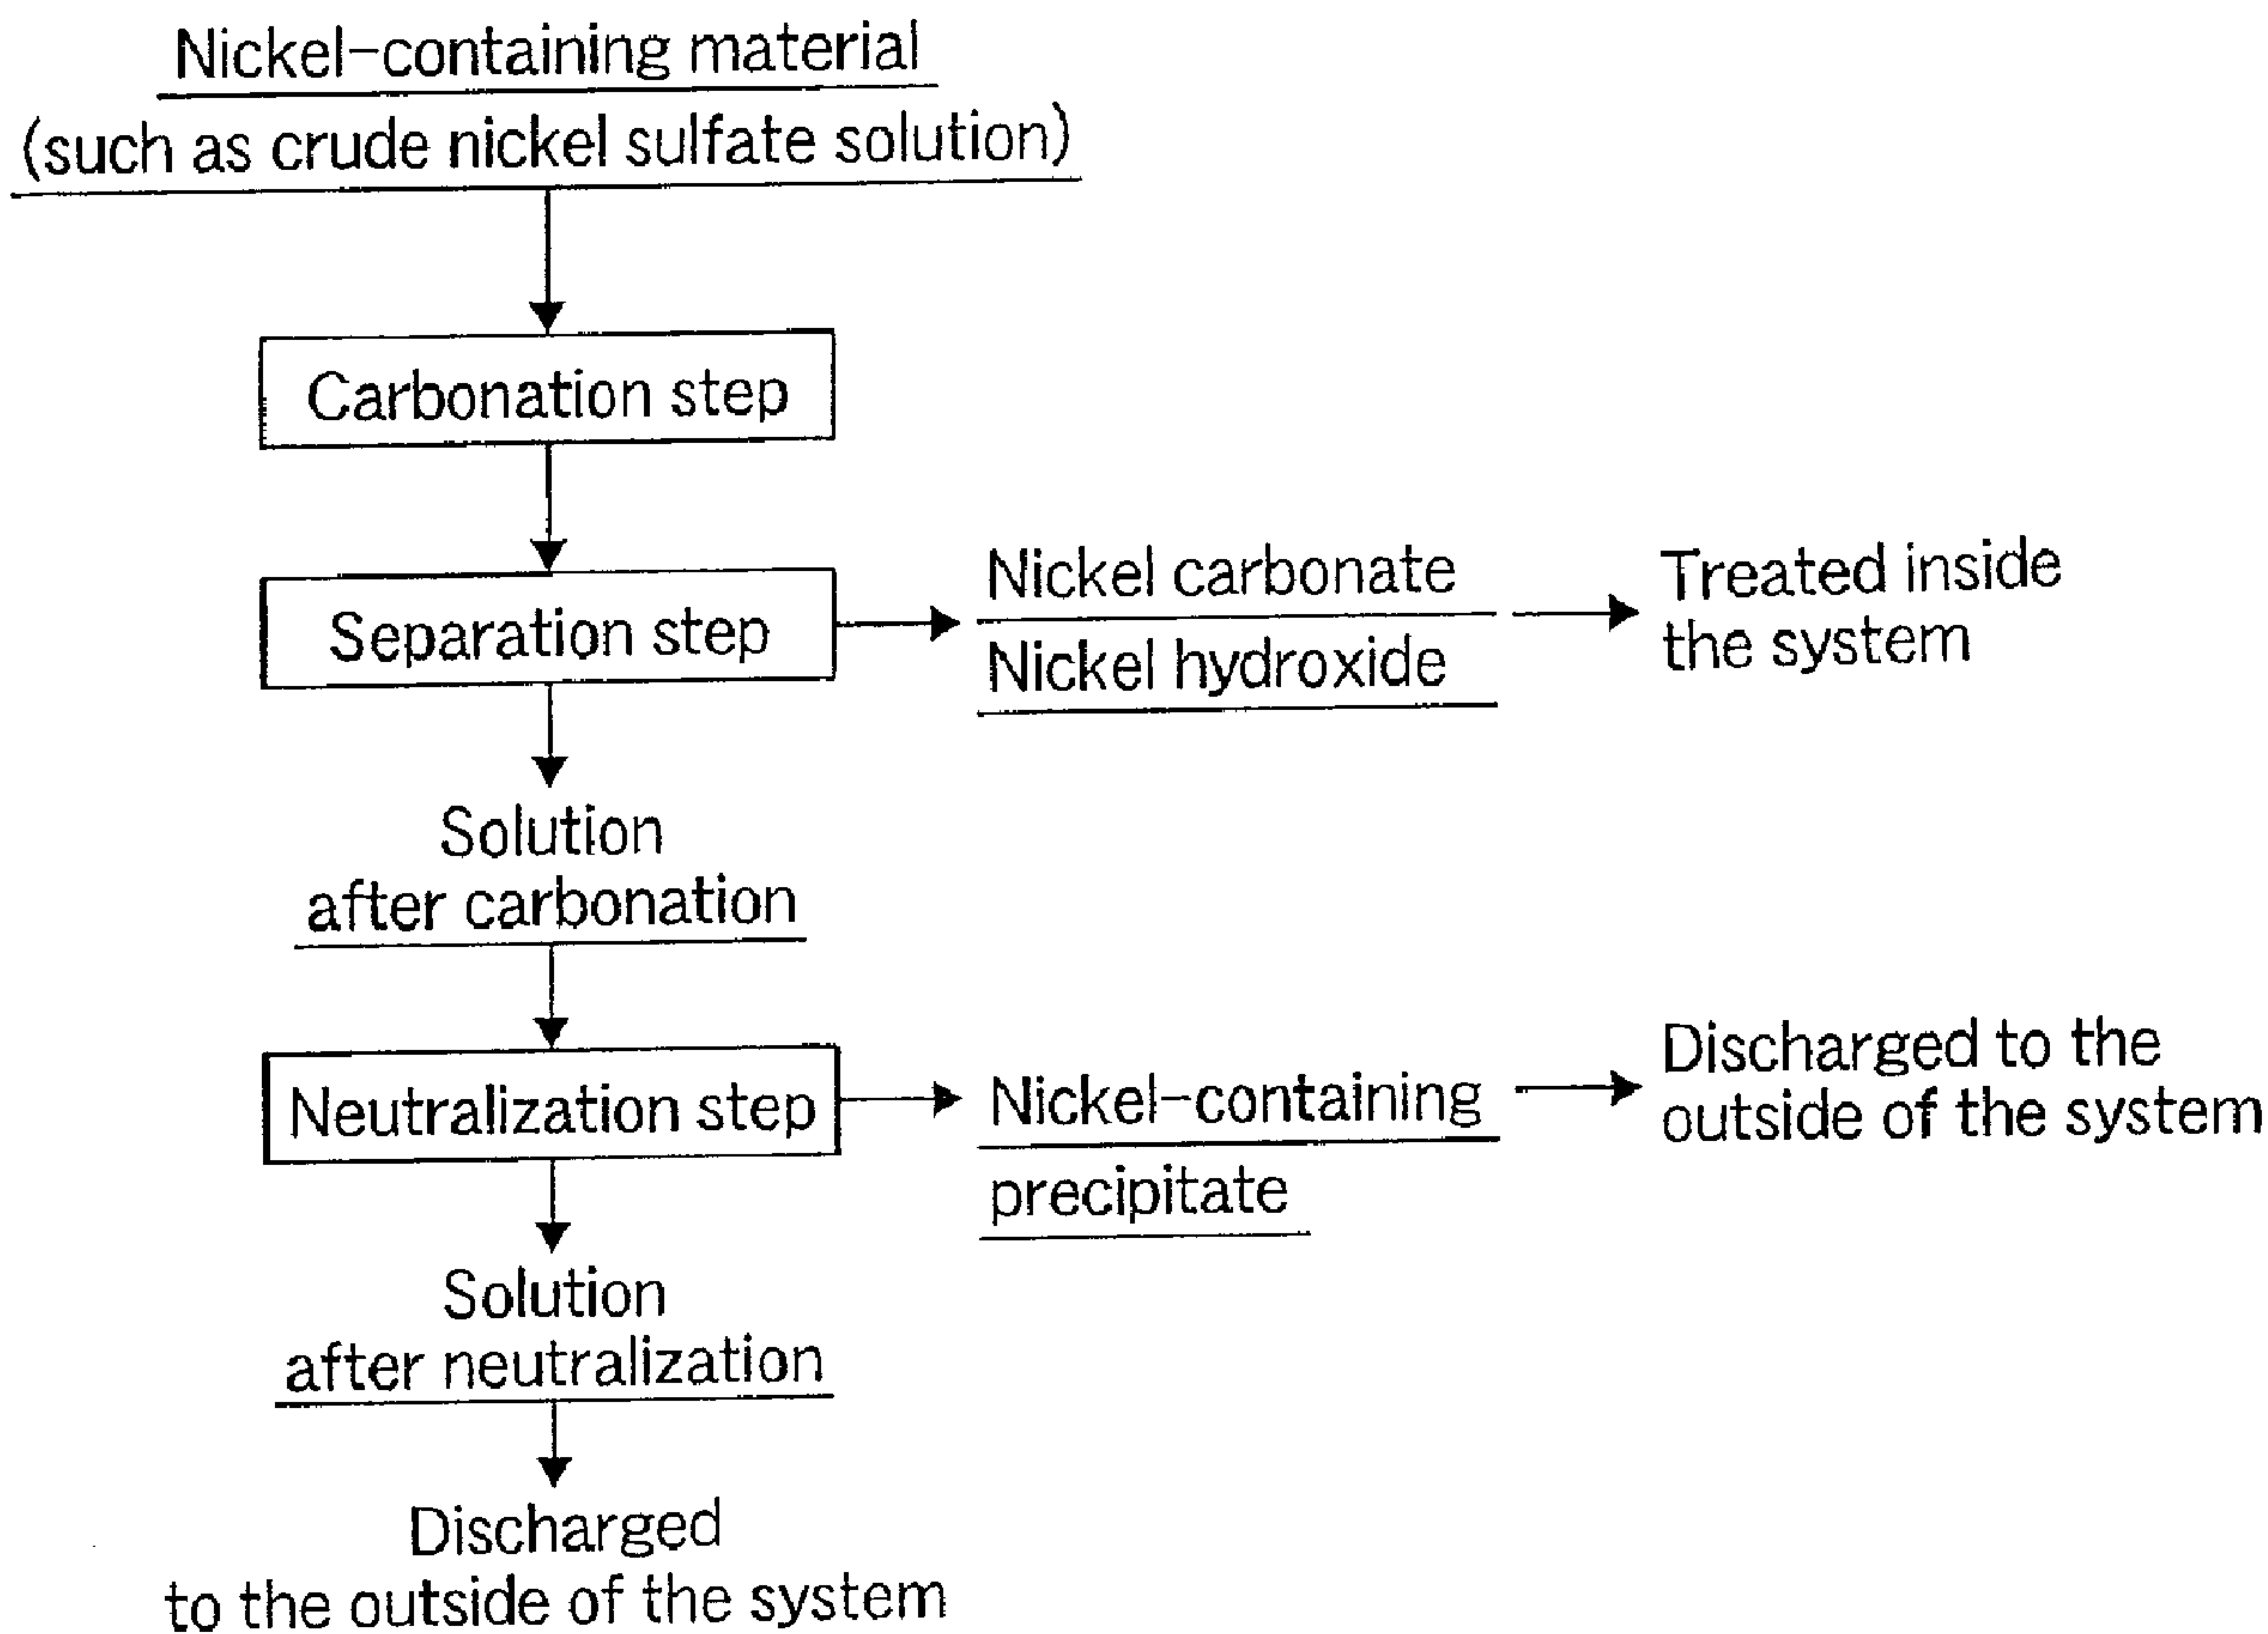 Nickel-containing material
(such as crude nickel sulfate solution)
Carbonation step
Separation step
Nickel carbonate
Nickel hydroxide
Treated inside
the system
Solution
after carbonation
Neutralization step
Nickel-containing
precipitate
Discharged to the
outside of the system
Solution
after neutralization
Discharged
to the outside of the system